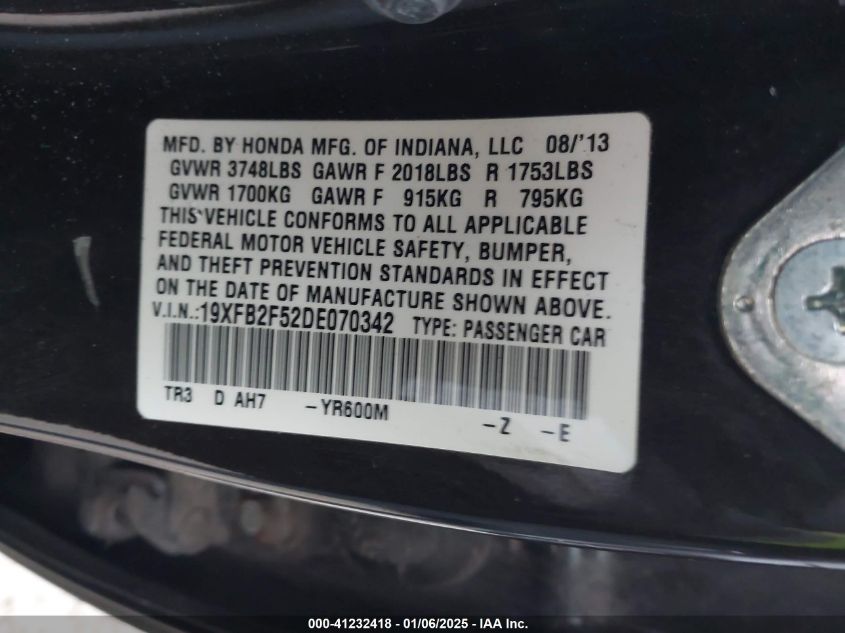 MFD. BY HONDA MFG. OF INDIANA, LLC 08/'13
GVWR 3748LBS GAWR F 2018LBS R 1753LBS
GVWR 1700KG GAWR F 915KG R 795KG
THIS VEHICLE CONFORMS TO ALL APPLICABLE
FEDERAL MOTOR VEHICLE SAFETY, BUMPER,
AND THEFT PREVENTION STANDARDS IN EFFECT
ON THE DATE OF MANUFACTURE SHOWN ABOVE.
V.I.N.:19XFB2F52DE070342 TYPE: PASSENGER CAR
TR3 D AH7 -YR600M -Z -E
000-41232418 | 01/06/2025 - IAA Inc.